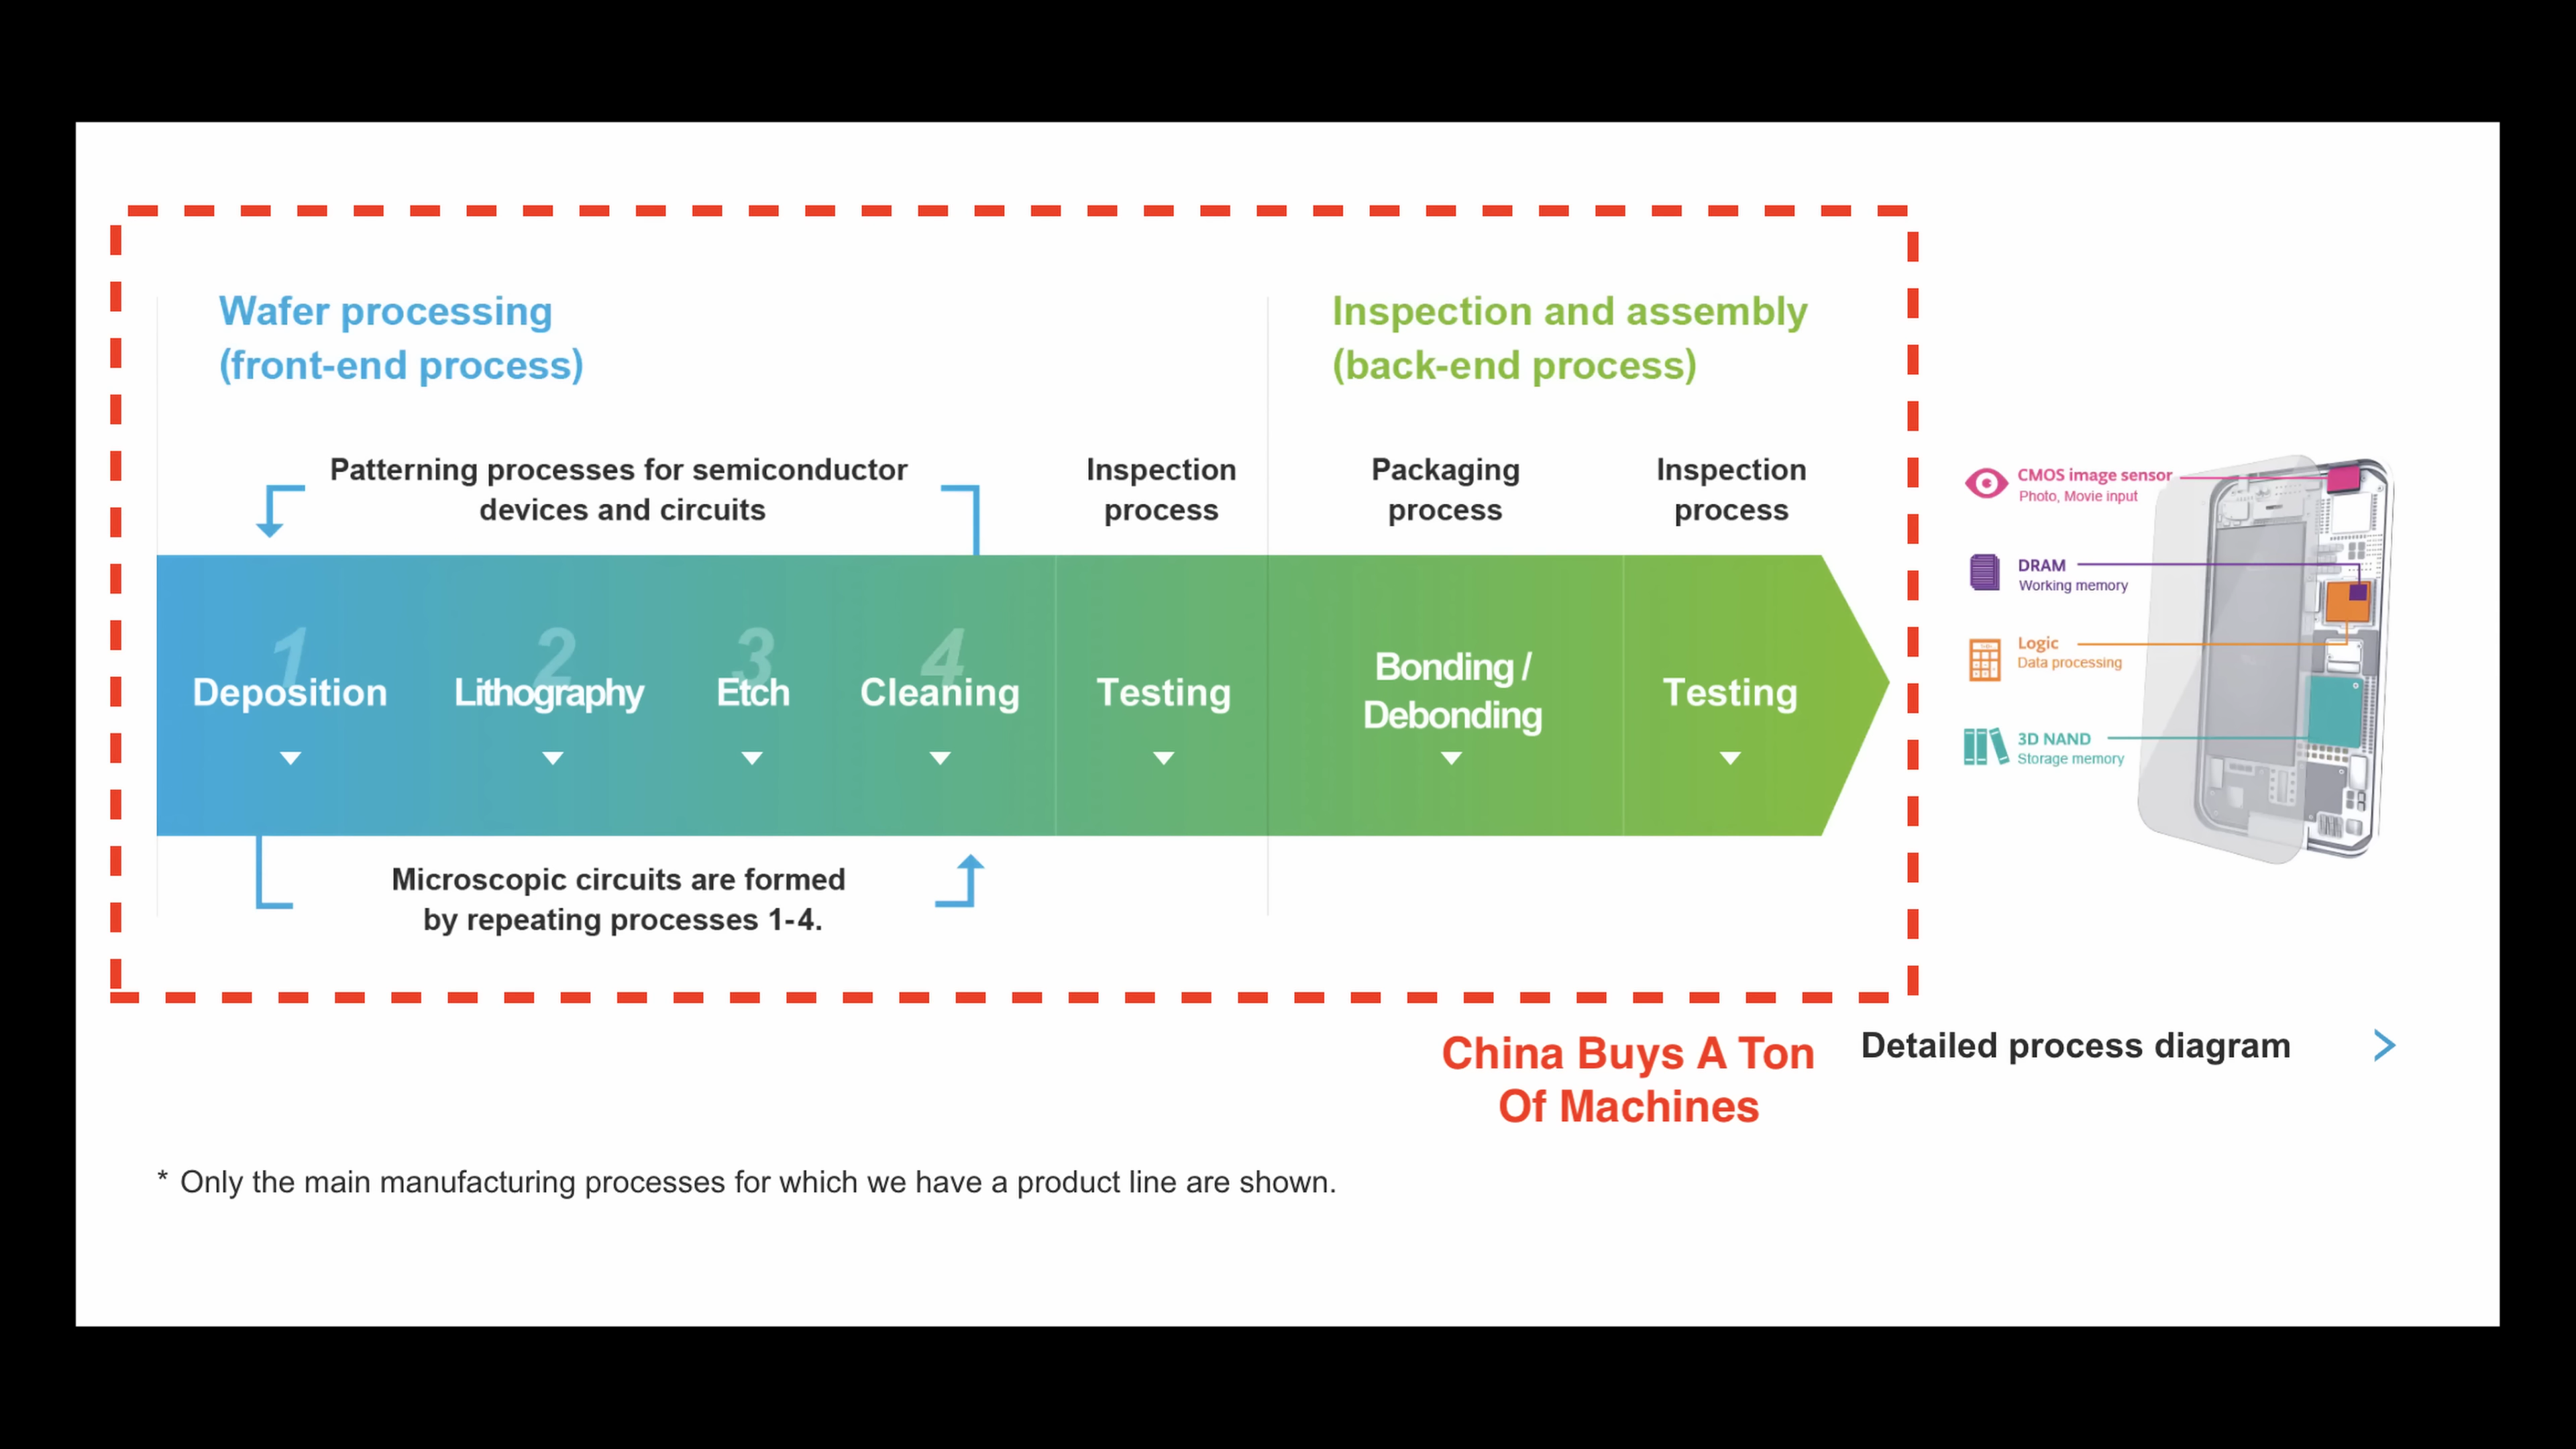 Wafer processing
(front-end process)
Inspection and assembly
(back-end process)
Patterning processes for semiconductor
devices and circuits
Inspection
process
Packaging
process
Inspection
process
1
Deposition
2
Lithography
3
Etch
4
Cleaning
Testing
Bonding /
Debonding
Testing
Microscopic circuits are formed
by repeating processes 1-4.
CMOS image sensor
Photo, Movie input
DRAM
Working memory
Logic
Data processing
3D NAND
Storage memory
China Buys A Ton
Of Machines
Detailed process diagram
* Only the main manufacturing processes for which we have a product line are shown.